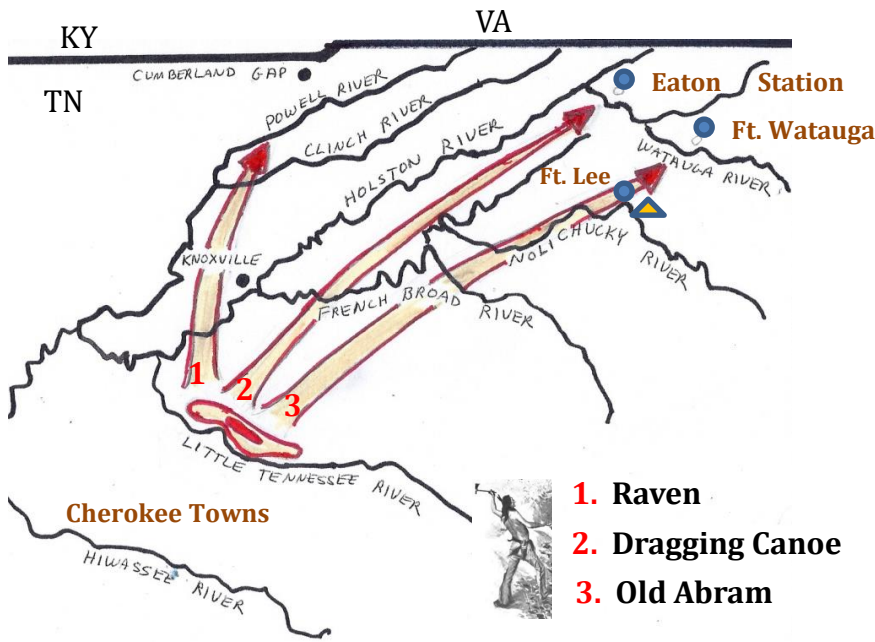 VA
KY
CUMBERLAND GAP
TN
POWELL RIVER
Eaton Station
CLINCH RIVER
Ft. Watauga
HOLSTON RIVER
WATAUGA RIVER
Ft. Lee
NOLICHUCKY RIVER
KNOXVILLE
FRENCH BROAD RIVER
1
2
3
LITTLE TENNESSEE RIVER
Cherokee Towns
HIWASSEE RIVER
1. Raven
2. Dragging Canoe
3. Old Abram